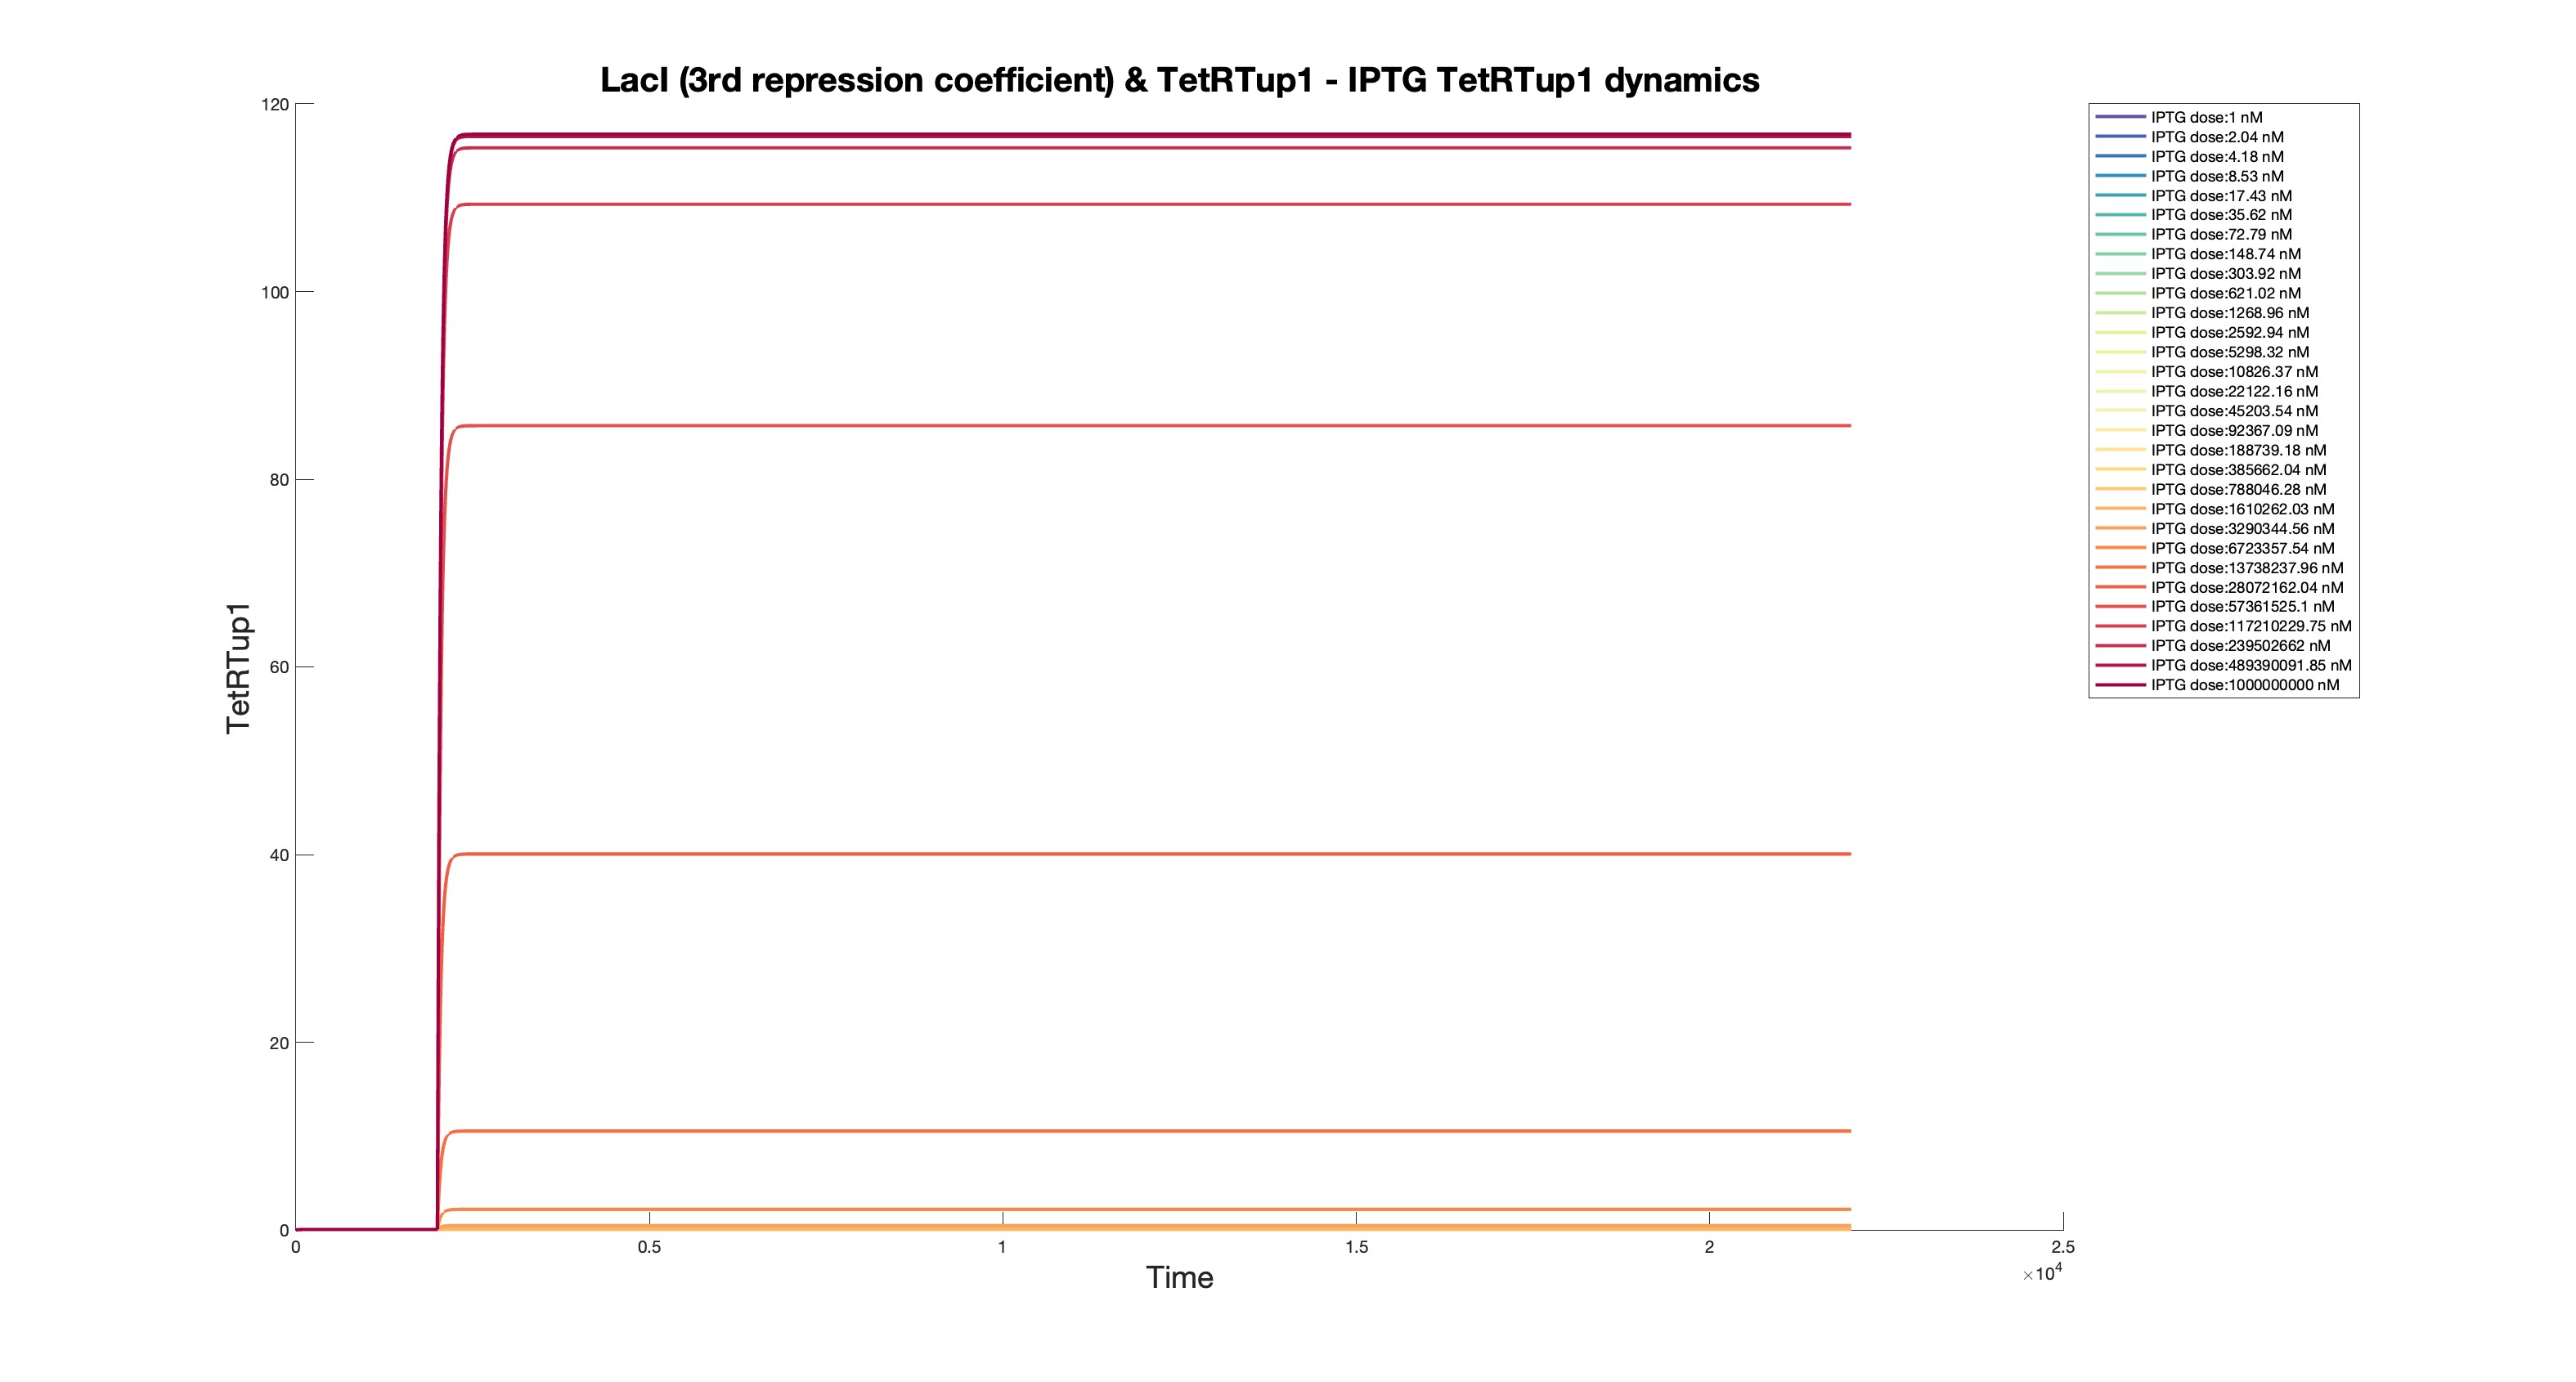 LacI (3rd repression coefficient) & TetRTup1 - IPTG TetRTup1 dynamics
120
100
80
60
40
20
0
TetRTup1
0
0.5
1
1.5
2
2.5
×10^4
Time
IPTG dose:1 nM
IPTG dose:2.04 nM
IPTG dose:4.18 nM
IPTG dose:8.53 nM
IPTG dose:17.43 nM
IPTG dose:35.62 nM
IPTG dose:72.79 nM
IPTG dose:148.74 nM
IPTG dose:303.92 nM
IPTG dose:621.02 nM
IPTG dose:1268.96 nM
IPTG dose:2592.94 nM
IPTG dose:5298.32 nM
IPTG dose:10826.37 nM
IPTG dose:22122.16 nM
IPTG dose:45203.54 nM
IPTG dose:92367.09 nM
IPTG dose:188739.18 nM
IPTG dose:385662.04 nM
IPTG dose:788046.28 nM
IPTG dose:1610262.03 nM
IPTG dose:3290344.56 nM
IPTG dose:6723357.54 nM
IPTG dose:13738237.96 nM
IPTG dose:28072162.04 nM
IPTG dose:57361525.1 nM
IPTG dose:117210229.75 nM
IPTG dose:239502662 nM
IPTG dose:489390091.85 nM
IPTG dose:1000000000 nM